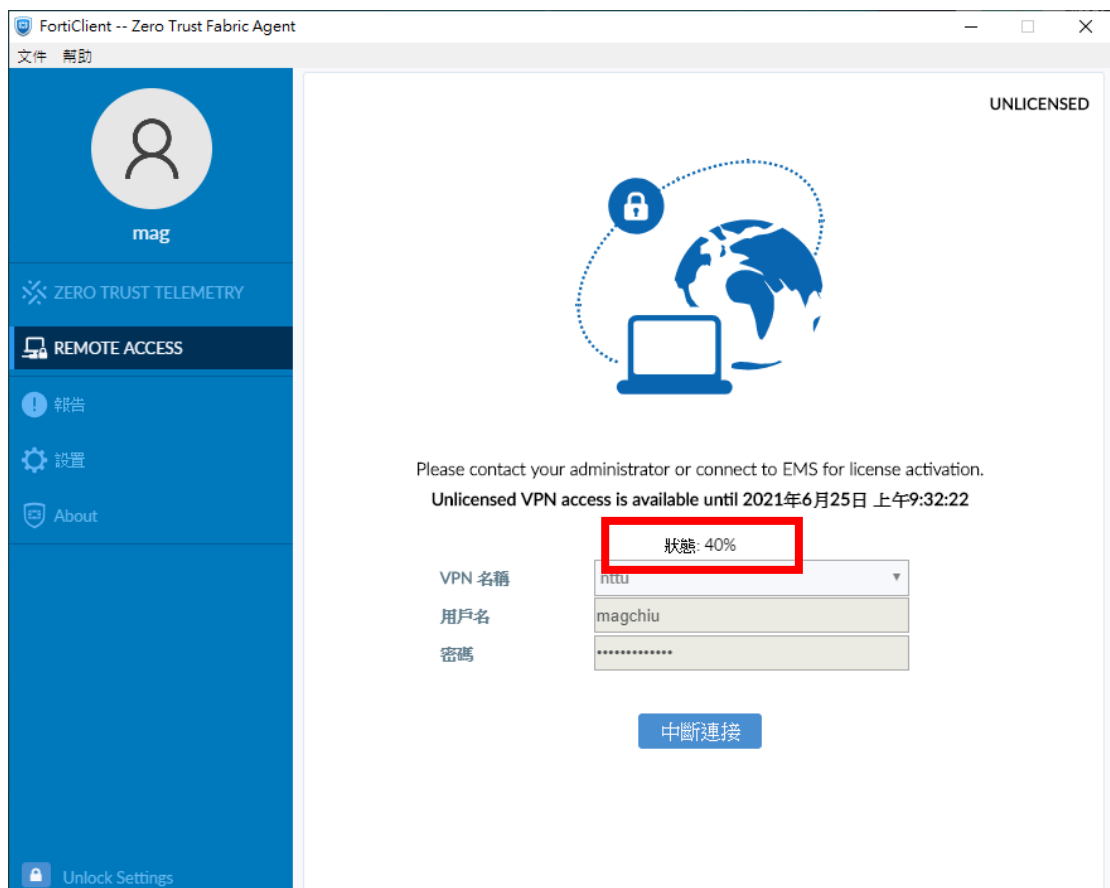 FortiClient -- Zero Trust Fabric Agent
文件 幫助
mag
ZERO TRUST TELEMETRY
REMOTE ACCESS
報告
設置
About
Unlock Settings
UNLICENSED
Please contact your administrator or connect to EMS for license activation.
Unlicensed VPN access is available until 2021年6月25日 上午9:32:22
狀態: 40%
VPN 名稱 nttu
用戶名 magchiu
密碼 •••••••••••••
中斷連接